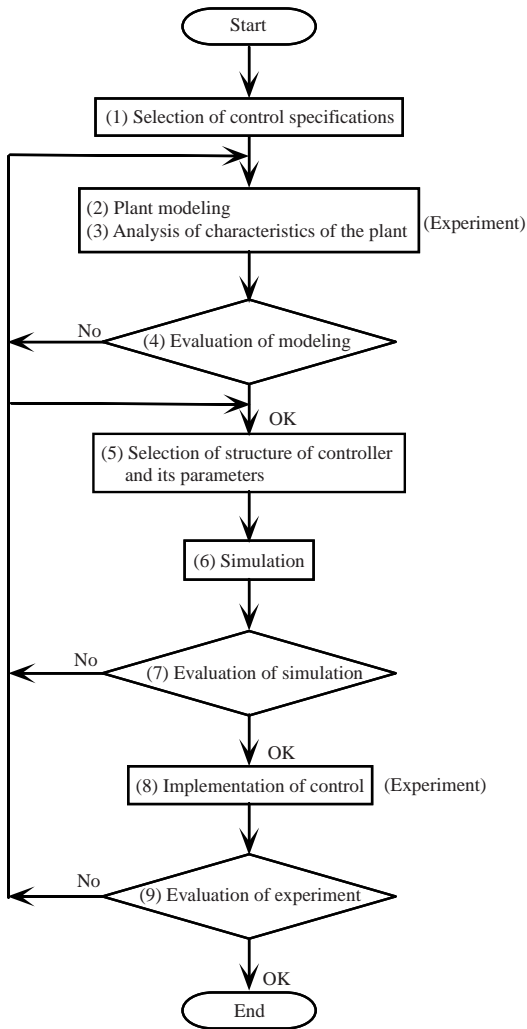 Start
(1) Selection of control specifications
(2) Plant modeling
(3) Analysis of characteristics of the plant
(Experiment)
No
(4) Evaluation of modeling
OK
(5) Selection of structure of controller
and its parameters
(6) Simulation
No
(7) Evaluation of simulation
OK
(8) Implementation of control
(Experiment)
No
(9) Evaluation of experiment
OK
End